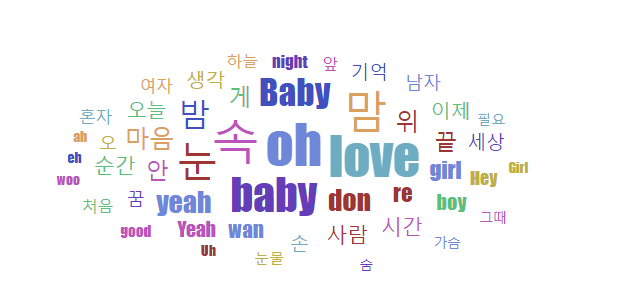 하늘 night 앞
여자 생각 게 Baby 기억 남자
혼자 오늘 밤 맘 위 이제 필요
ah 오 마음 속 oh love 끝 세상
eh 순간 안 눈 girl Hey Girl
woo 처음 꿈 yeah baby don re boy 그때
good Yeah wan 손 사람 시간 가슴
Uh 눈물 숨